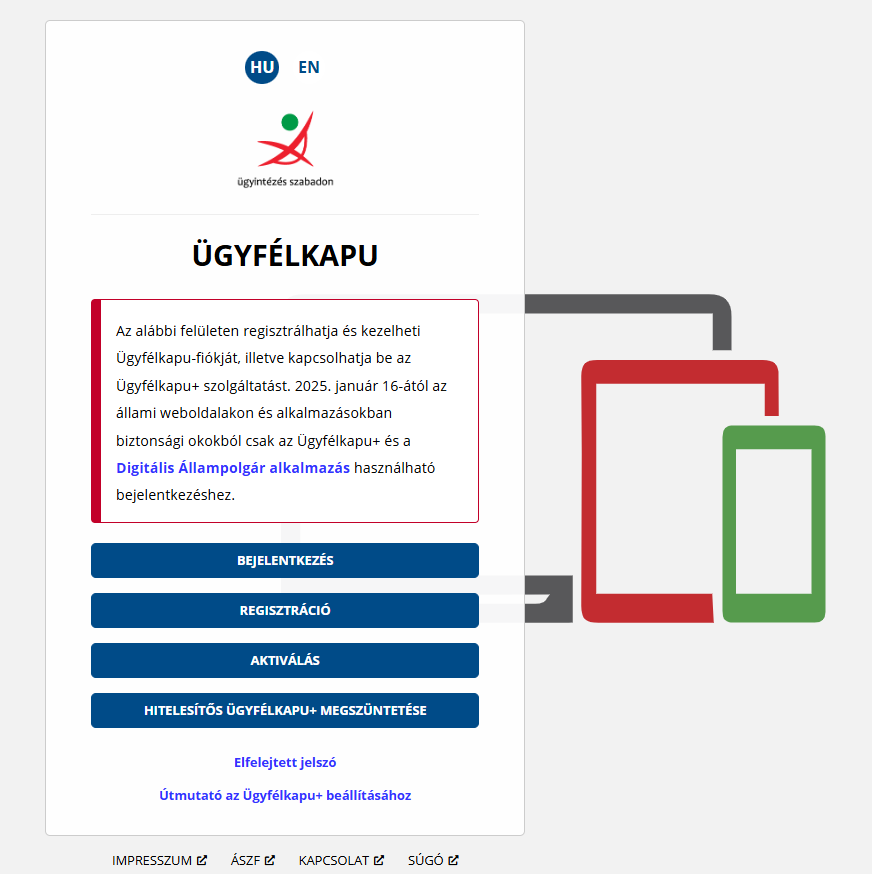 HU EN
ügyintézés szabadon
ÜGYFÉLKAPU
Az alábbi felületen regisztrálhatja és kezelheti
Ügyfélkapu-fiókját, illetve kapcsolhatja be az
Ügyfélkapu+ szolgáltatást. 2025. január 16-ától az
állami weboldalakon és alkalmazásokban
biztonsági okokból csak az Ügyfélkapu+ és a
Digitális Állampolgár alkalmazás használható
bejelentkezéshez.
BEJELENTKEZÉS
REGISZTRÁCIÓ
AKTIVÁLÁS
HITELESÍTŐS ÜGYFÉLKAPU+ MEGSZÜNTETÉSE
Elfelejtett jelszó
Útmutató az Ügyfélkapu+ beállításához
IMPRESSZUM ÁSZF KAPCSOLAT SÚGÓ